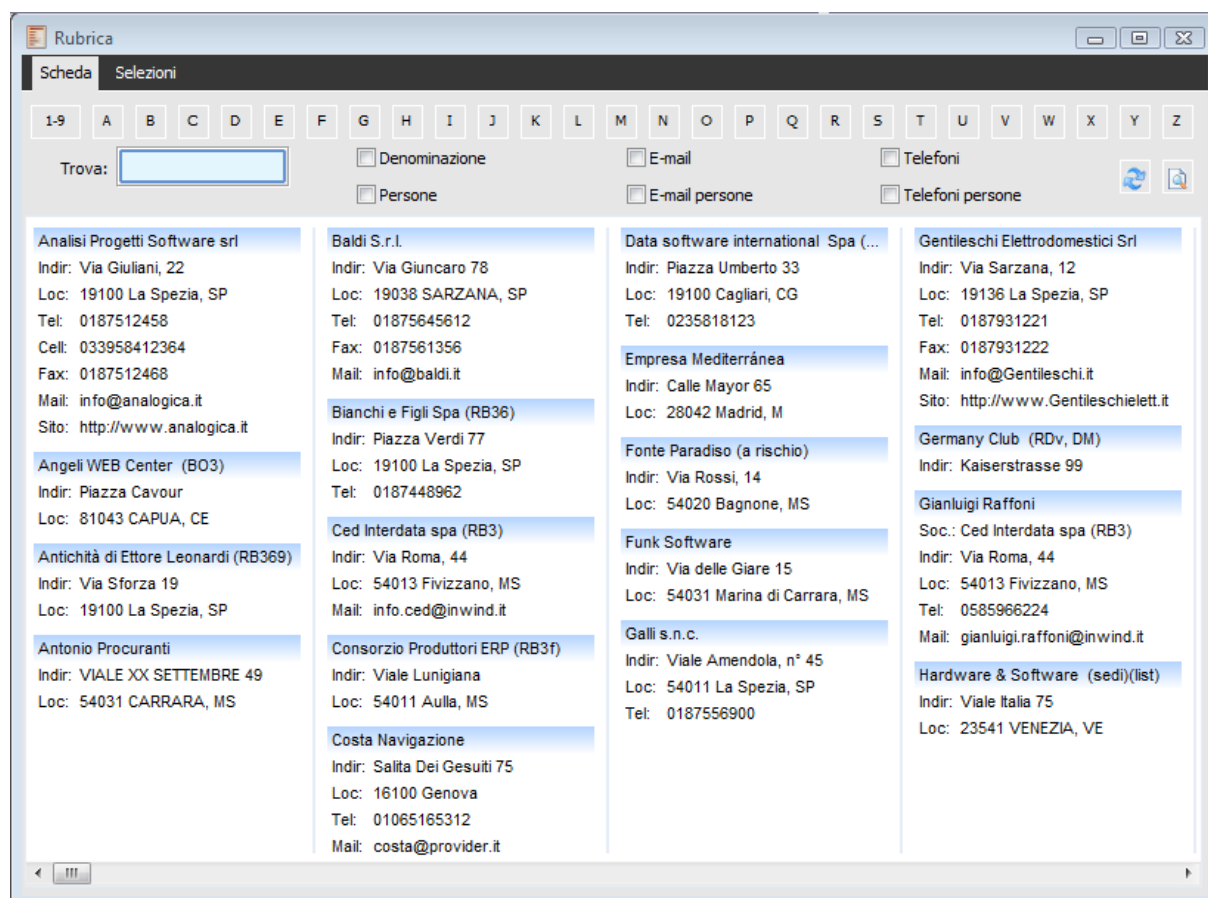 Rubrica
Scheda Selezioni
1-9 A B C D E F G H I J K L M N O P Q R S T U V W X Y Z
Trova:
Denominazione E-mail Telefoni
Persone E-mail persone Telefoni persone
Analisi Progetti Software srl
Indir: Via Giuliani, 22
Loc: 19100 La Spezia, SP
Tel: 0187512458
Cell: 033958412364
Fax: 0187512468
Mail: info@analogica.it
Sito: http://www.analogica.it
Angeli WEB Center (BO3)
Indir: Piazza Cavour
Loc: 81043 CAPUA, CE
Antichità di Ettore Leonardi (RB369)
Indir: Via Sforza 19
Loc: 19100 La Spezia, SP
Antonio Procuranti
Indir: VIALE XX SETTEMBRE 49
Loc: 54031 CARRARA, MS
Baldi S.r.l.
Indir: Via Giuncaro 78
Loc: 19038 SARZANA, SP
Tel: 01875645612
Fax: 0187561356
Mail: info@baldi.it
Bianchi e Figli Spa (RB36)
Indir: Piazza Verdi 77
Loc: 19100 La Spezia, SP
Tel: 0187448962
Ced Interdata spa (RB3)
Indir: Via Roma, 44
Loc: 54013 Fivizzano, MS
Mail: info.ced@inwind.it
Consorzio Produttori ERP (RB3f)
Indir: Viale Lunigiana
Loc: 54011 Aulla, MS
Costa Navigazione
Indir: Salita Dei Gesuiti 75
Loc: 16100 Genova
Tel: 01065165312
Mail: costa@provider.it
Data software international Spa (...
Indir: Piazza Umberto 33
Loc: 19100 Cagliari, CG
Tel: 0235818123
Empresa Mediterránea
Indir: Calle Mayor 65
Loc: 28042 Madrid, M
Fonte Paradiso (a rischio)
Indir: Via Rossi, 14
Loc: 54020 Bagnone, MS
Funk Software
Indir: Via delle Giare 15
Loc: 54031 Marina di Carrara, MS
Galli s.n.c.
Indir: Viale Amendola, n° 45
Loc: 54011 La Spezia, SP
Tel: 0187556900
Gentileschi Elettrodomestici Srl
Indir: Via Sarzana, 12
Loc: 19136 La Spezia, SP
Tel: 0187931221
Fax: 0187931222
Mail: info@Gentileschi.it
Sito: http://www.Gentileschielett.it
Germany Club (RDv, DM)
Indir: Kaiserstrasse 99
Gianluigi Raffoni
Soc.: Ced Interdata spa (RB3)
Indir: Via Roma, 44
Loc: 54013 Fivizzano, MS
Tel: 0585966224
Mail: gianluigi.raffoni@inwind.it
Hardware & Software (sedi)(list)
Indir: Viale Italia 75
Loc: 23541 VENEZIA, VE